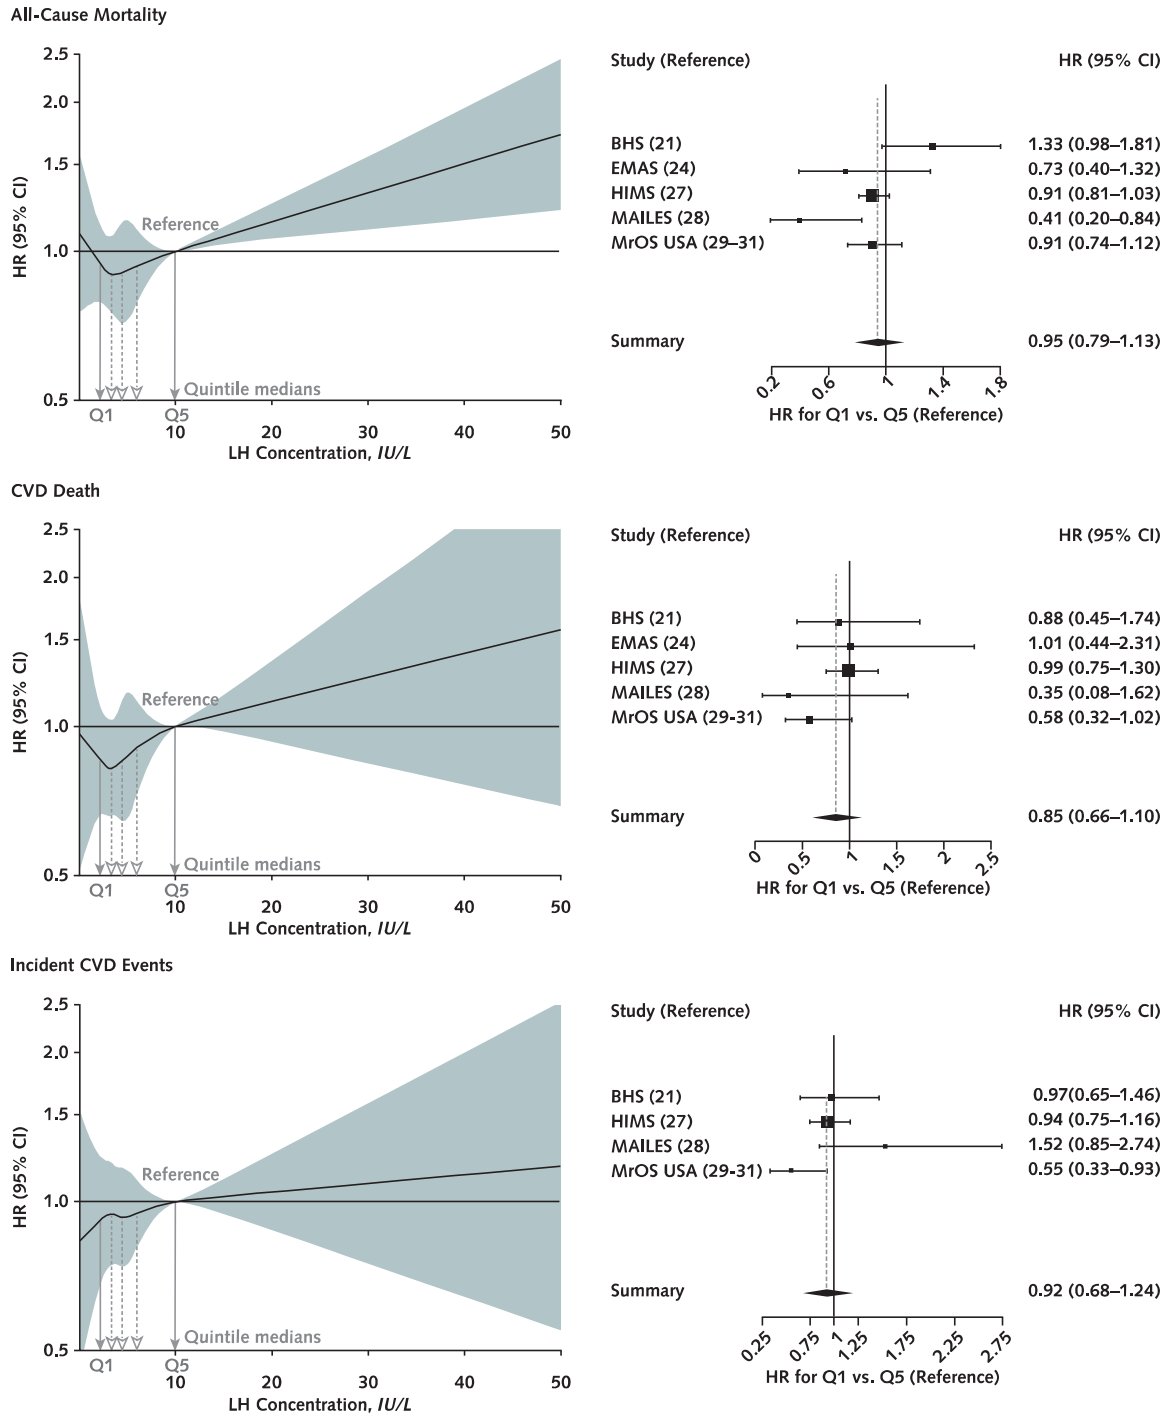 All-Cause Mortality
2.5
2.0
1.5
1.0
0.5
HR (95% CI)
Reference
Quintile medians
Q1
Q5
10
20
30
40
50
LH Concentration, IU/L
Study (Reference)
HR (95% CI)
BHS (21)
1.33 (0.98–1.81)
EMAS (24)
0.73 (0.40–1.32)
HIMS (27)
0.91 (0.81–1.03)
MAILES (28)
0.41 (0.20–0.84)
MrOS USA (29–31)
0.91 (0.74–1.12)
Summary
0.95 (0.79–1.13)
0.2
0.6
1
1.4
1.8
HR for Q1 vs. Q5 (Reference)
CVD Death
2.5
2.0
1.5
1.0
0.5
HR (95% CI)
Reference
Quintile medians
Q1
Q5
10
20
30
40
50
LH Concentration, IU/L
Study (Reference)
HR (95% CI)
BHS (21)
0.88 (0.45–1.74)
EMAS (24)
1.01 (0.44–2.31)
HIMS (27)
0.99 (0.75–1.30)
MAILES (28)
0.35 (0.08–1.62)
MrOS USA (29-31)
0.58 (0.32–1.02)
Summary
0.85 (0.66–1.10)
0
0.5
1
1.5
2
2.5
HR for Q1 vs. Q5 (Reference)
Incident CVD Events
2.5
2.0
1.5
1.0
0.5
HR (95% CI)
Reference
Quintile medians
Q1
Q5
10
20
30
40
50
LH Concentration, IU/L
Study (Reference)
HR (95% CI)
BHS (21)
0.97(0.65–1.46)
HIMS (27)
0.94 (0.75–1.16)
MAILES (28)
1.52 (0.85–2.74)
MrOS USA (29-31)
0.55 (0.33–0.93)
Summary
0.92 (0.68–1.24)
0.25
0.75
1
1.25
1.75
2.25
2.75
HR for Q1 vs. Q5 (Reference)